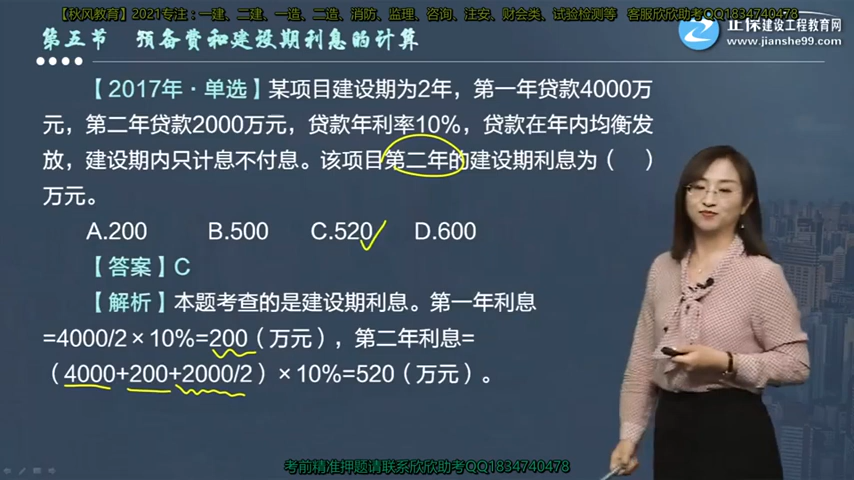 【秋风教育】2021专注：一建、二建、一造、二造、消防、监理、咨询、注安、财会类、试验检测等 客服欣欣助考QQ1834740478
正保建设工程教育网
www.jianshe99.com
第五节 预备费和建设期利息的计算
【2017年·单选】某项目建设期为2年，第一年贷款4000万
元，第二年贷款2000万元，贷款年利率10%，贷款在年内均衡发
放，建设期内只计息不付息。该项目第二年的建设期利息为（ ）
万元。
A.200 B.500 C.520 D.600
【答案】C
【解析】本题考查的是建设期利息。第一年利息
=4000/2×10%=200（万元），第二年利息=
（4000+200+2000/2）×10%=520（万元）。
考前精准押题请联系欣欣助考QQ1834740478